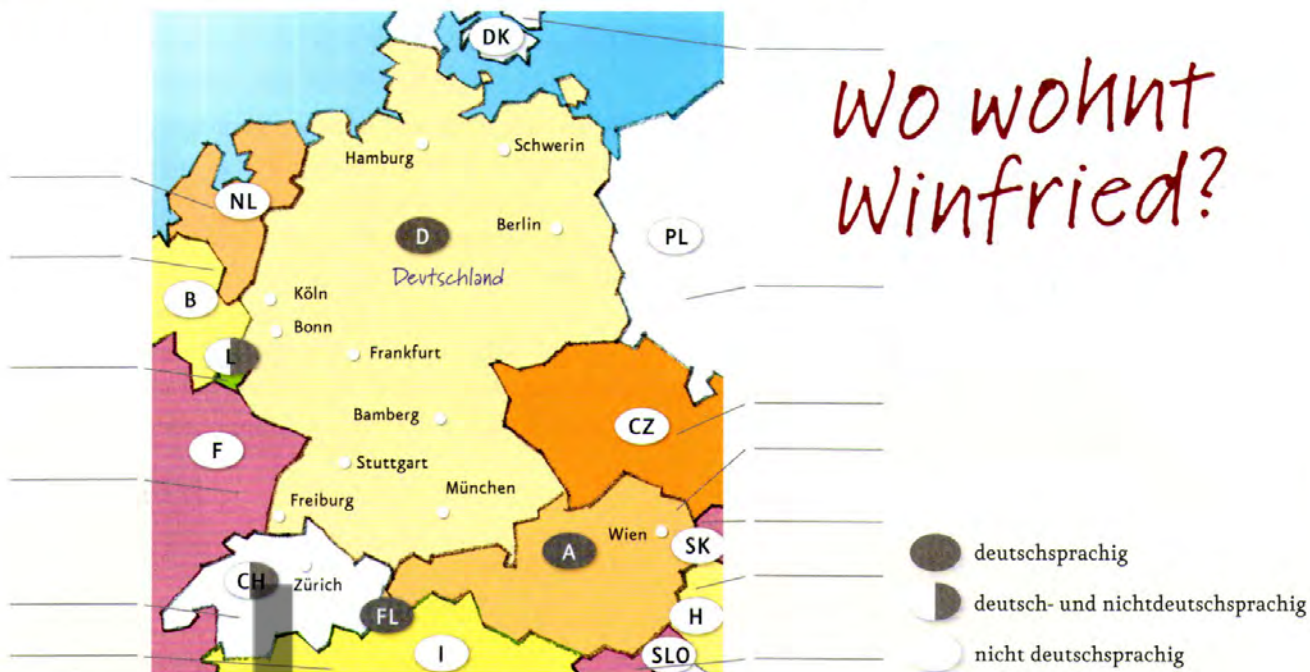 DK
Wo wohnt
Winfried?
Hamburg
Schwerin
NL
D
Berlin
PL
Deutschland
B
Köln
Bonn
L
Frankfurt
Bamberg
CZ
F
Stuttgart
München
Freiburg
Wien
SK
A
CH
Zürich
FL
H
I
SLO
deutschsprachig
deutsch- und nichtdeutschsprachig
nicht deutschsprachig